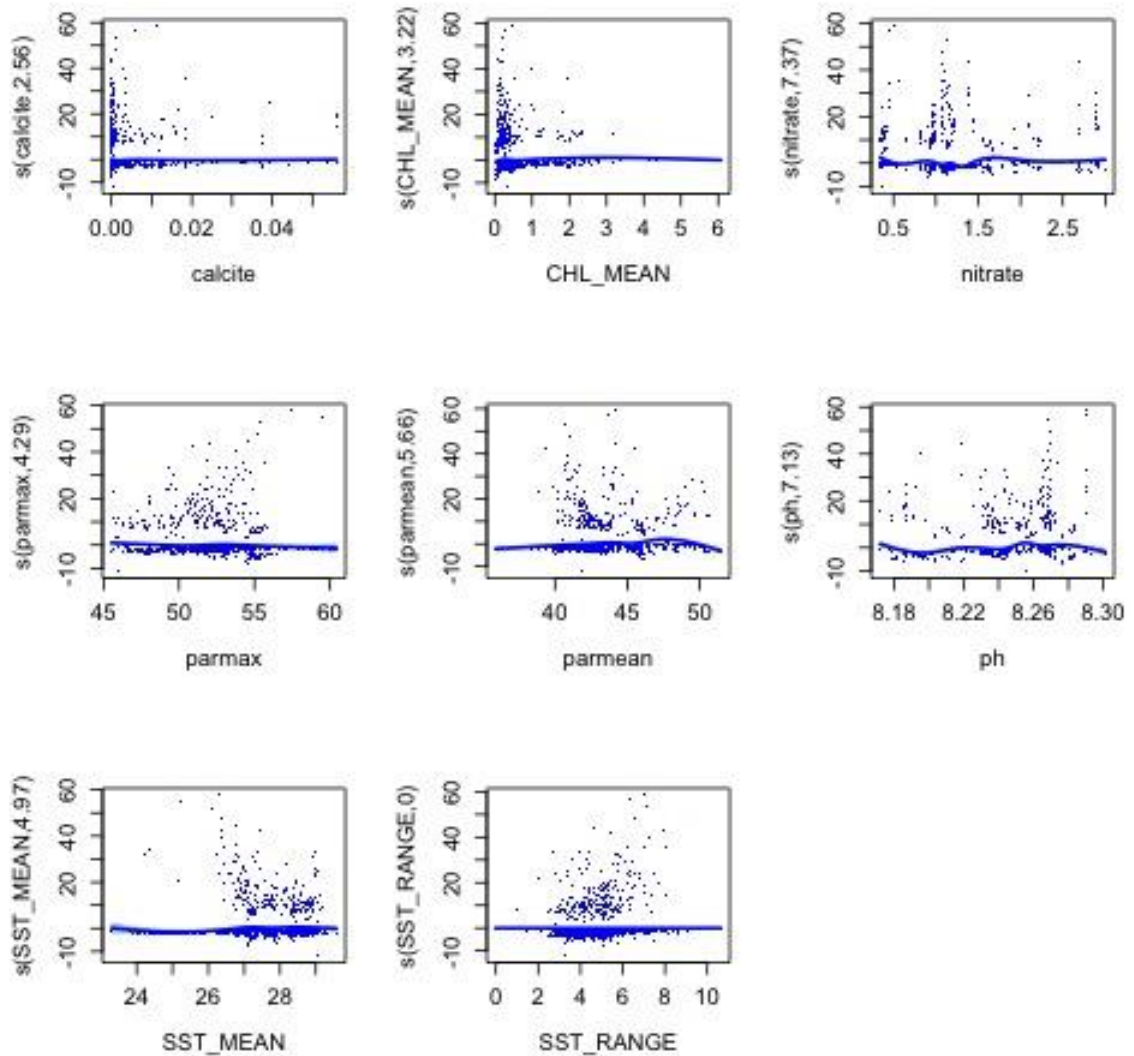 s(calcite,2.56)
60
40
20
-10
0.00 0.02 0.04
calcite
s(CHL_MEAN,3.22)
60
40
20
-10
0 1 2 3 4 5 6
CHL_MEAN
s(nitrate,7.37)
60
40
20
-10
0.5 1.5 2.5
nitrate
s(parmax,4.29)
60
40
20
-10
45 50 55 60
parmax
s(parmean,5.66)
60
40
20
-10
40 45 50
parmean
s(ph,7.13)
60
40
20
-10
8.18 8.22 8.26 8.30
ph
s(SST_MEAN,4.97)
60
40
20
-10
24 26 28
SST_MEAN
s(SST_RANGE,0)
60
40
20
-10
0 2 4 6 8 10
SST_RANGE